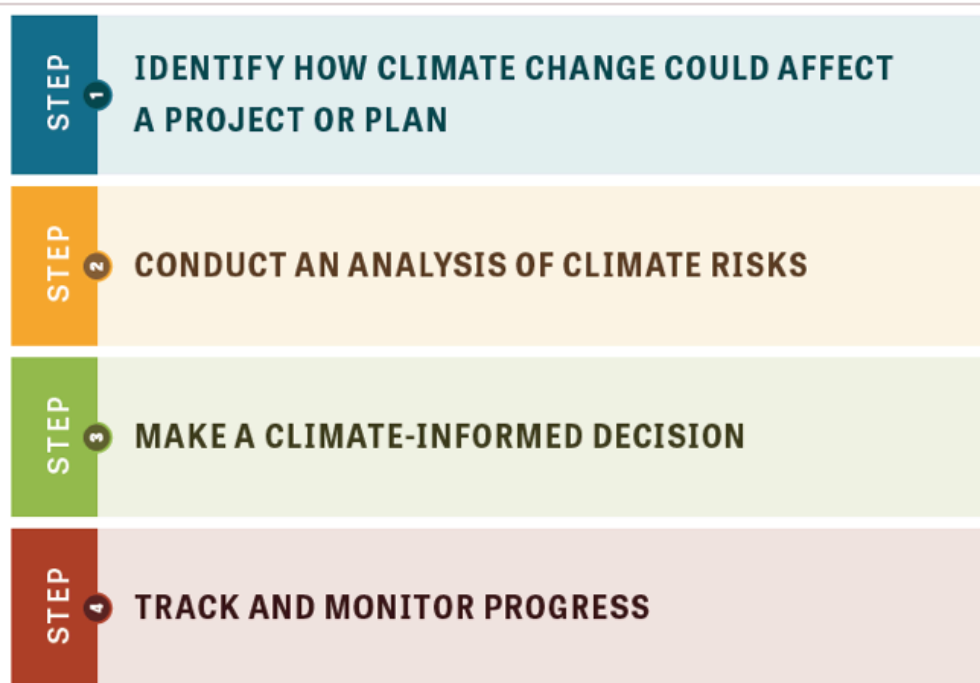 STEP 1
IDENTIFY HOW CLIMATE CHANGE COULD AFFECT
A PROJECT OR PLAN
STEP 2
CONDUCT AN ANALYSIS OF CLIMATE RISKS
STEP 3
MAKE A CLIMATE-INFORMED DECISION
STEP 4
TRACK AND MONITOR PROGRESS